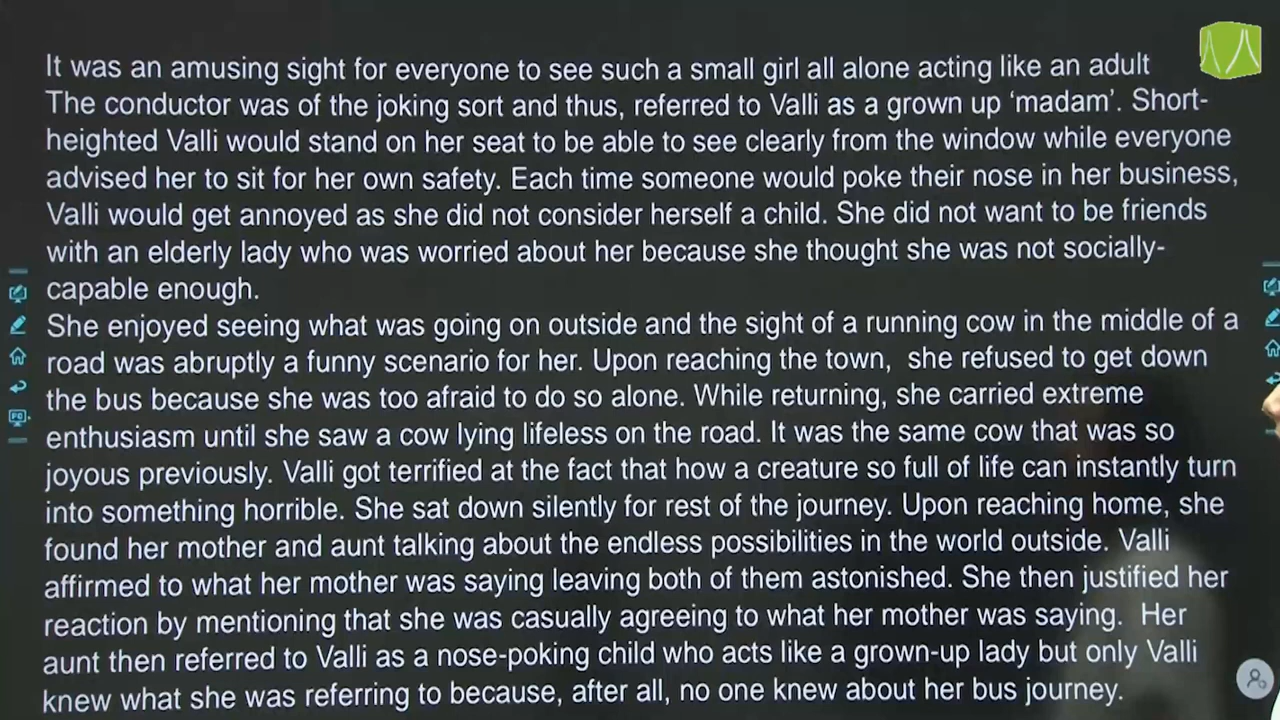 It was an amusing sight for everyone to see such a small girl all alone acting like an adult
The conductor was of the joking sort and thus, referred to Valli as a grown up ‘madam’. Short-
heighted Valli would stand on her seat to be able to see clearly from the window while everyone
advised her to sit for her own safety. Each time someone would poke their nose in her business,
Valli would get annoyed as she did not consider herself a child. She did not want to be friends
with an elderly lady who was worried about her because she thought she was not socially-
capable enough.
She enjoyed seeing what was going on outside and the sight of a running cow in the middle of a
road was abruptly a funny scenario for her. Upon reaching the town, she refused to get down
the bus because she was too afraid to do so alone. While returning, she carried extreme
enthusiasm until she saw a cow lying lifeless on the road. It was the same cow that was so
joyous previously. Valli got terrified at the fact that how a creature so full of life can instantly turn
into something horrible. She sat down silently for rest of the journey. Upon reaching home, she
found her mother and aunt talking about the endless possibilities in the world outside. Valli
affirmed to what her mother was saying leaving both of them astonished. She then justified her
reaction by mentioning that she was casually agreeing to what her mother was saying. Her
aunt then referred to Valli as a nose-poking child who acts like a grown-up lady but only Valli
knew what she was referring to because, after all, no one knew about her bus journey.